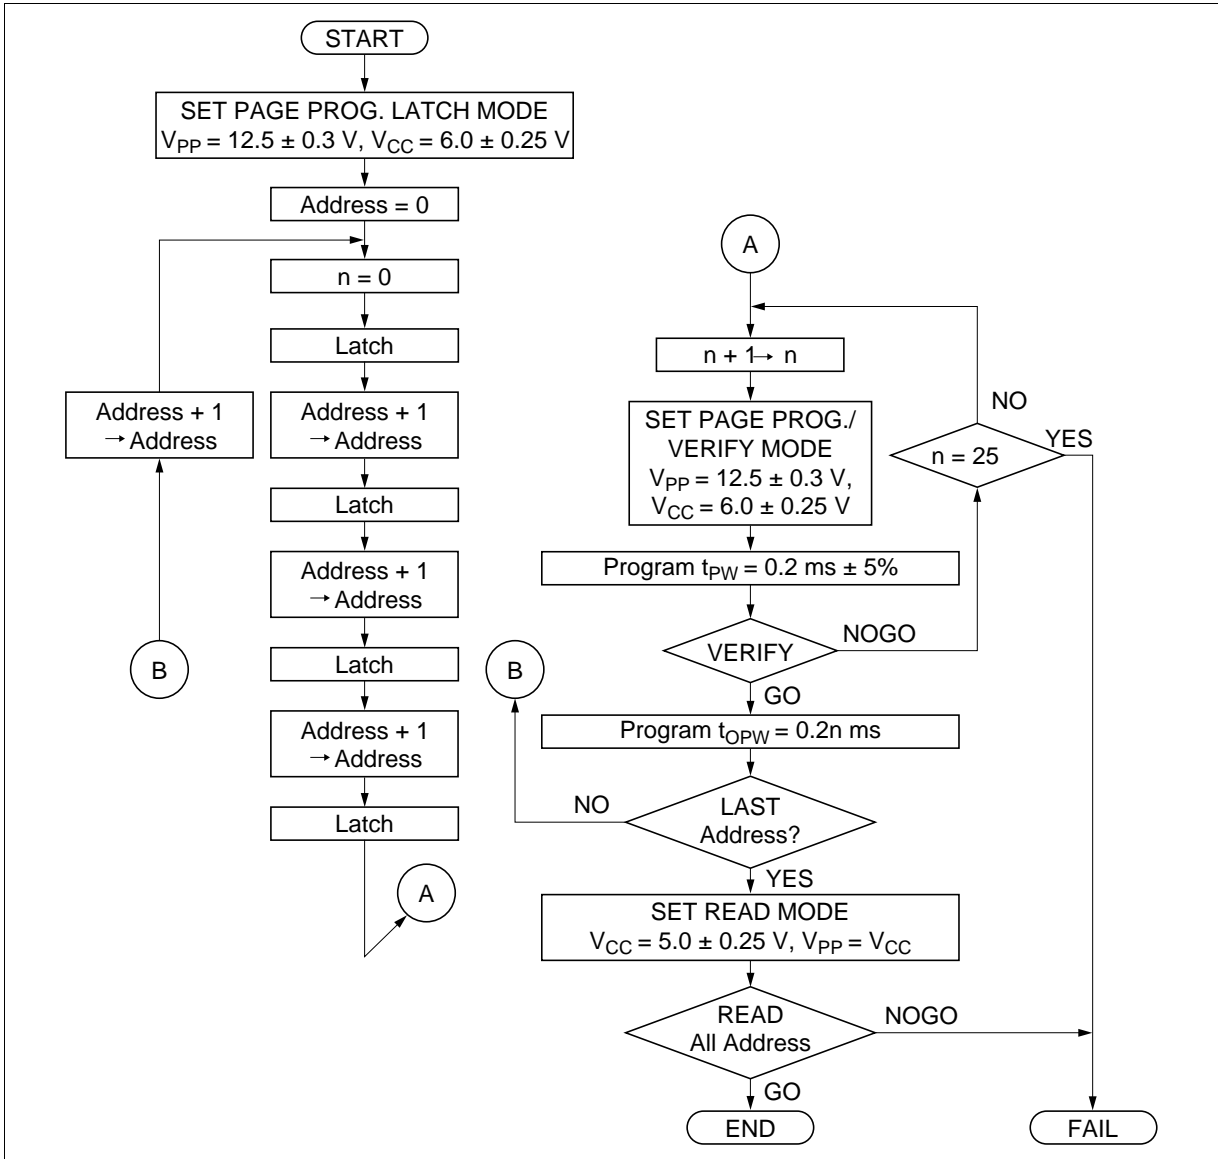 START
SET PAGE PROG. LATCH MODE
VPP = 12.5 ± 0.3 V, VCC = 6.0 ± 0.25 V
Address = 0
n = 0
Latch
Address + 1
→ Address
Latch
Address + 1
→ Address
Latch
Address + 1
→ Address
Latch
A
Address + 1
→ Address
B
A
n + 1 → n
SET PAGE PROG./
VERIFY MODE
VPP = 12.5 ± 0.3 V,
VCC = 6.0 ± 0.25 V
NO
YES
n = 25
Program tPW = 0.2 ms ± 5%
VERIFY
NOGO
GO
B
Program tOPW = 0.2n ms
NO
LAST
Address?
YES
SET READ MODE
VCC = 5.0 ± 0.25 V, VPP = VCC
READ
All Address
NOGO
GO
END
FAIL